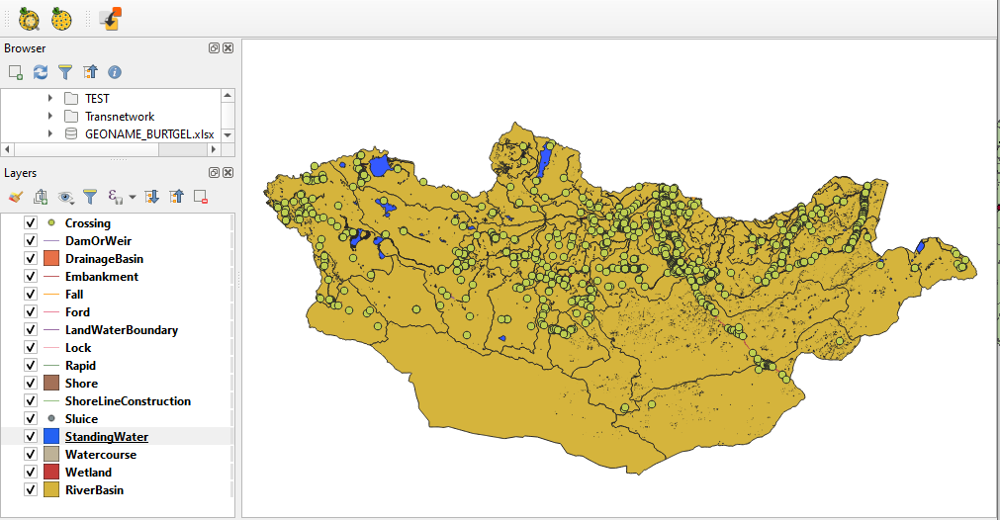 Browser
TEST
Transnetwork
GEONAME_BURTGEL.xlsx
Layers
Crossing
DamOrWeir
DrainageBasin
Embankment
Fall
Ford
LandWaterBoundary
Lock
Rapid
Shore
ShoreLineConstruction
Sluice
StandingWater
Watercourse
Wetland
RiverBasin